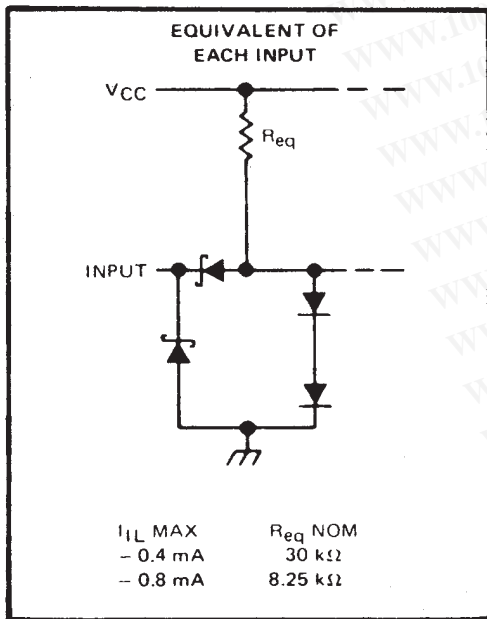 EQUIVALENT OF
EACH INPUT
VCC
Req
INPUT
IIL MAX Req NOM
– 0.4 mA 30 kΩ
– 0.8 mA 8.25 kΩ